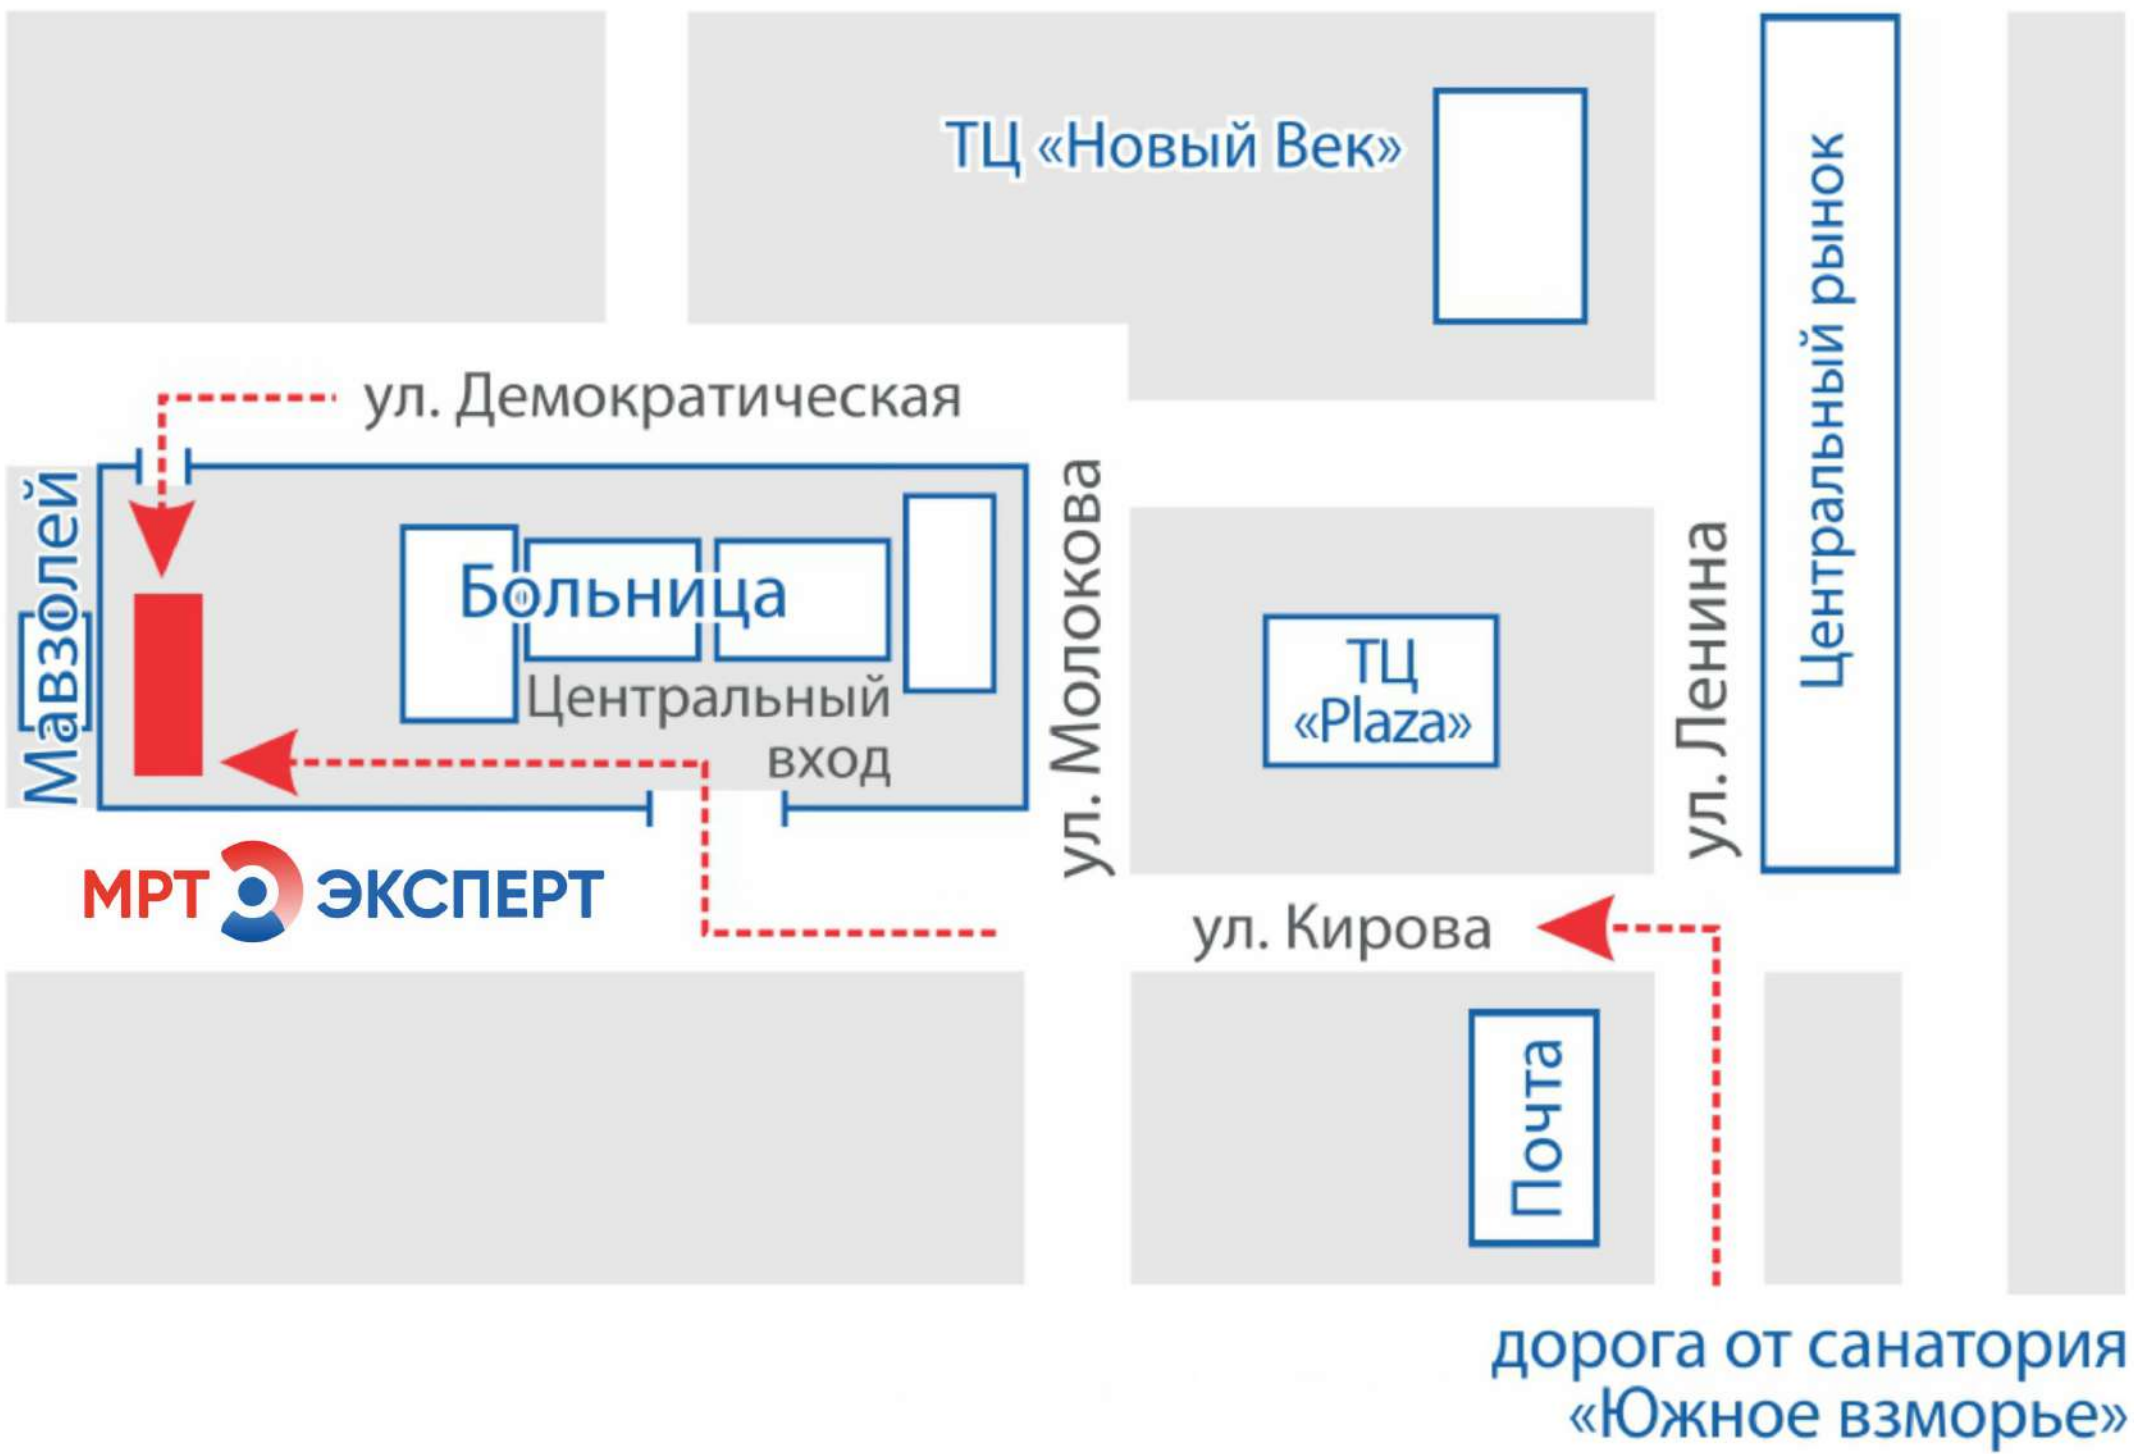 ТЦ «Новый Век»
Центральный рынок
ул. Демократическая
Мавзолей
Больница
Центральный
вход
ул. Молокова
ТЦ
«Plaza»
ул. Ленина
МРТ ЭКСПЕРТ
ул. Кирова
Почта
дорога от санатория
«Южное взморье»